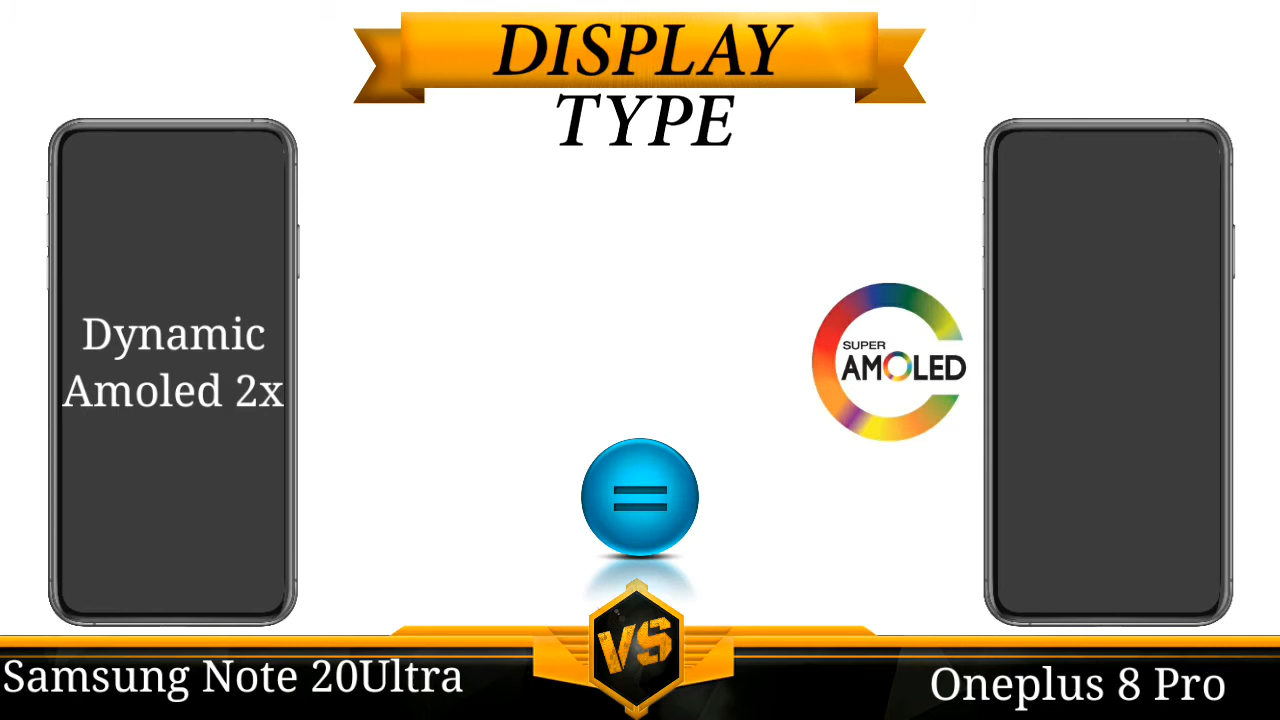 DISPLAY
TYPE
Dynamic
Amoled 2x
SUPER
AMOLED
VS
Samsung Note 20Ultra
Oneplus 8 Pro